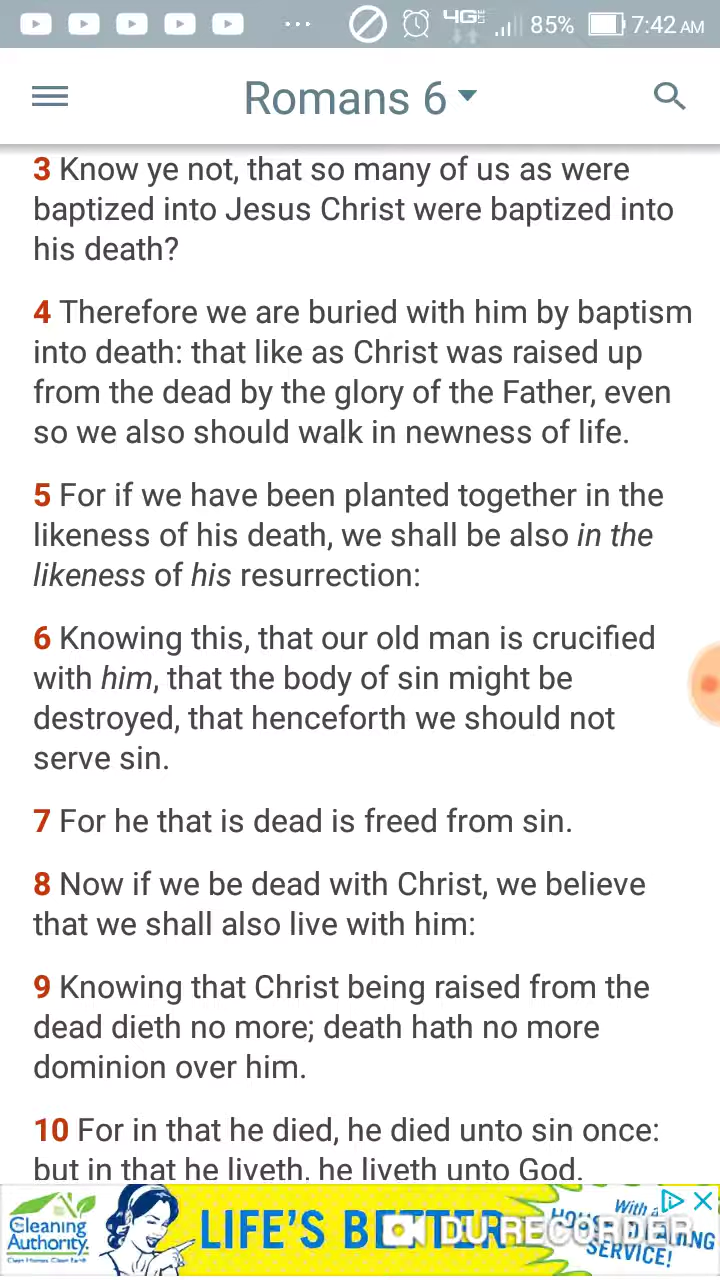 4G LTE 85% 7:42 AM
Romans 6
3 Know ye not, that so many of us as were
baptized into Jesus Christ were baptized into
his death?
4 Therefore we are buried with him by baptism
into death: that like as Christ was raised up
from the dead by the glory of the Father, even
so we also should walk in newness of life.
5 For if we have been planted together in the
likeness of his death, we shall be also in the
likeness of his resurrection:
6 Knowing this, that our old man is crucified
with him, that the body of sin might be
destroyed, that henceforth we should not
serve sin.
7 For he that is dead is freed from sin.
8 Now if we be dead with Christ, we believe
that we shall also live with him:
9 Knowing that Christ being raised from the
dead dieth no more; death hath no more
dominion over him.
10 For in that he died, he died unto sin once:
but in that he liveth, he liveth unto God.
Cleaning
Authority.
Clean Homes. Clean Earth.
LIFE'S BETTER
With a
SERVICE!
DU RECORDER